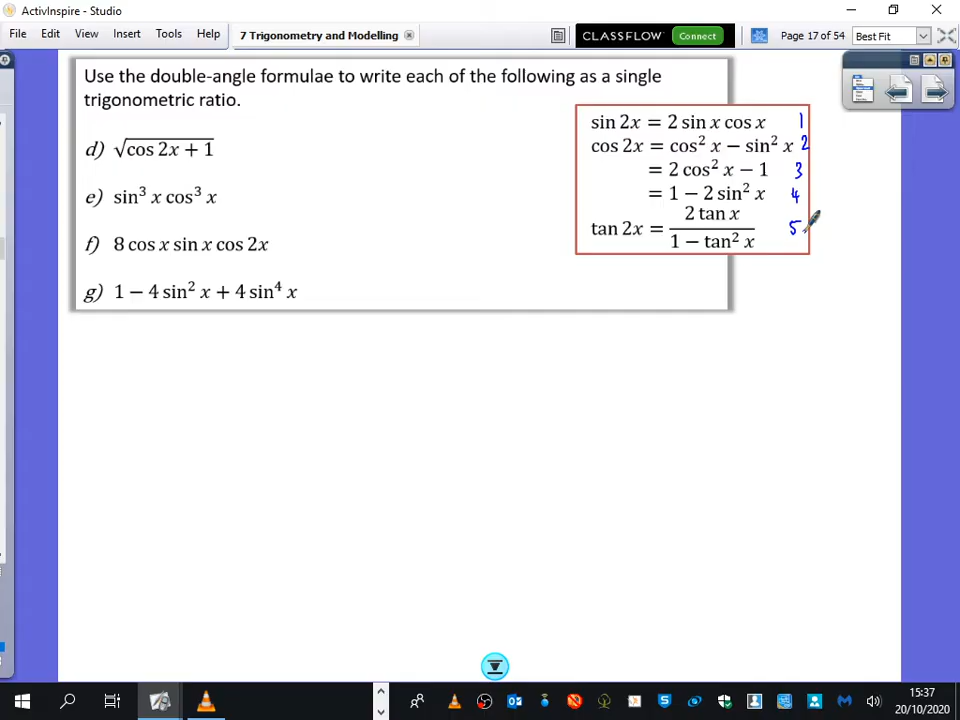 ActivInspire - Studio
File Edit View Insert Tools Help
7 Trigonometry and Modelling
CLASSFLOW Connect
Page 17 of 54
Best Fit
Use the double-angle formulae to write each of the following as a single
trigonometric ratio.
d) √(cos 2x + 1)
e) sin³ x cos³ x
f) 8 cos x sin x cos 2x
g) 1 − 4 sin² x + 4 sin⁴ x
sin 2x = 2 sin x cos x 1
cos 2x = cos² x − sin² x 2
= 2 cos² x − 1 3
= 1 − 2 sin² x 4
tan 2x = 2 tan x / 1 − tan² x 5
15:37
20/10/2020